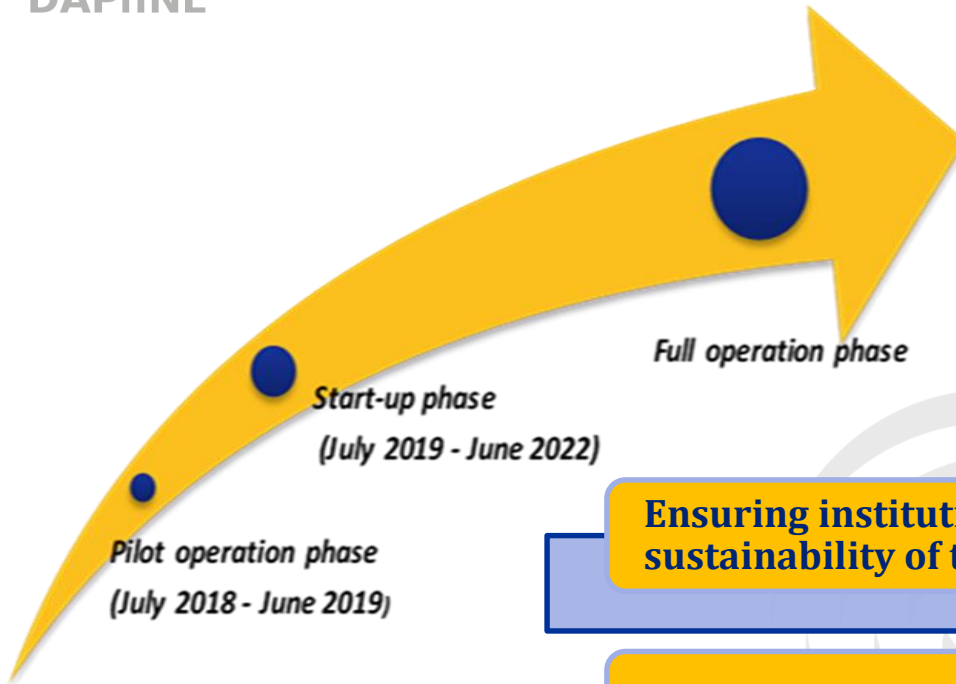 DAPHNE
Full operation phase
Start-up phase
(July 2019 - June 2022)
Ensuring
sustainability of
Pilot operation phase
(July 2018 - June 2019)